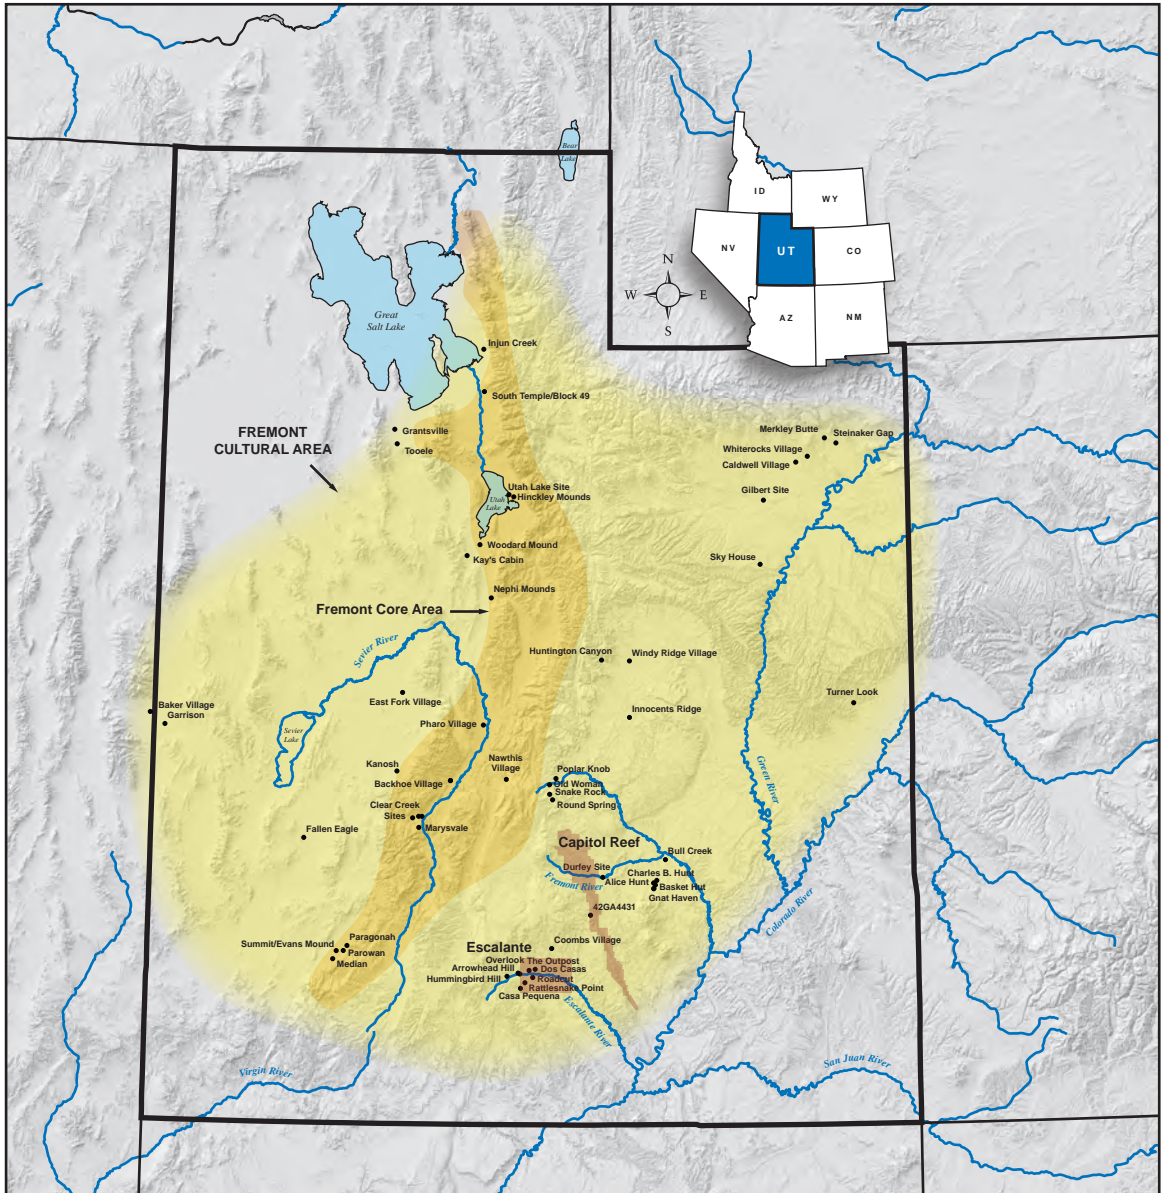 Bear
Lake
ID
WY
NV
UT
CO
AZ
NM
N
W
E
S
Great
Salt Lake
Injun Creek
South Temple/Block 49
FREMONT
CULTURAL AREA
Grantsville
Tooele
Merkley Butte
Steinaker Gap
Whiterocks Village
Caldwell Village
Gilbert Site
Utah Lake Site
Hinckley Mounds
Utah
Lake
Woodard Mound
Kay's Cabin
Sky House
Nephi Mounds
Fremont Core Area
Sevier River
Huntington Canyon
Windy Ridge Village
East Fork Village
Turner Look
Baker Village
Garrison
Pharo Village
Innocents Ridge
Sevier
Lake
Green River
Kanosh
Backhoe Village
Nawthis
Village
Poplar Knob
Old Woman
Snake Rock
Round Spring
Clear Creek
Sites
Marysvale
Fallen Eagle
Capitol Reef
Bull Creek
Durfey Site
Fremont River
Charles B. Hunt
Alice Hunt
Basket Hut
Gnat Haven
42GA4431
Colorado River
Paragonah
Summit/Evans Mound
Parowan
Median
Coombs Village
Escalante
Overlook
The Outpost
Arrowhead Hill
Dos Casas
Hummingbird Hill
Roadcut
Rattlesnake Point
Casa Pequena
Escalante River
Virgin River
San Juan River